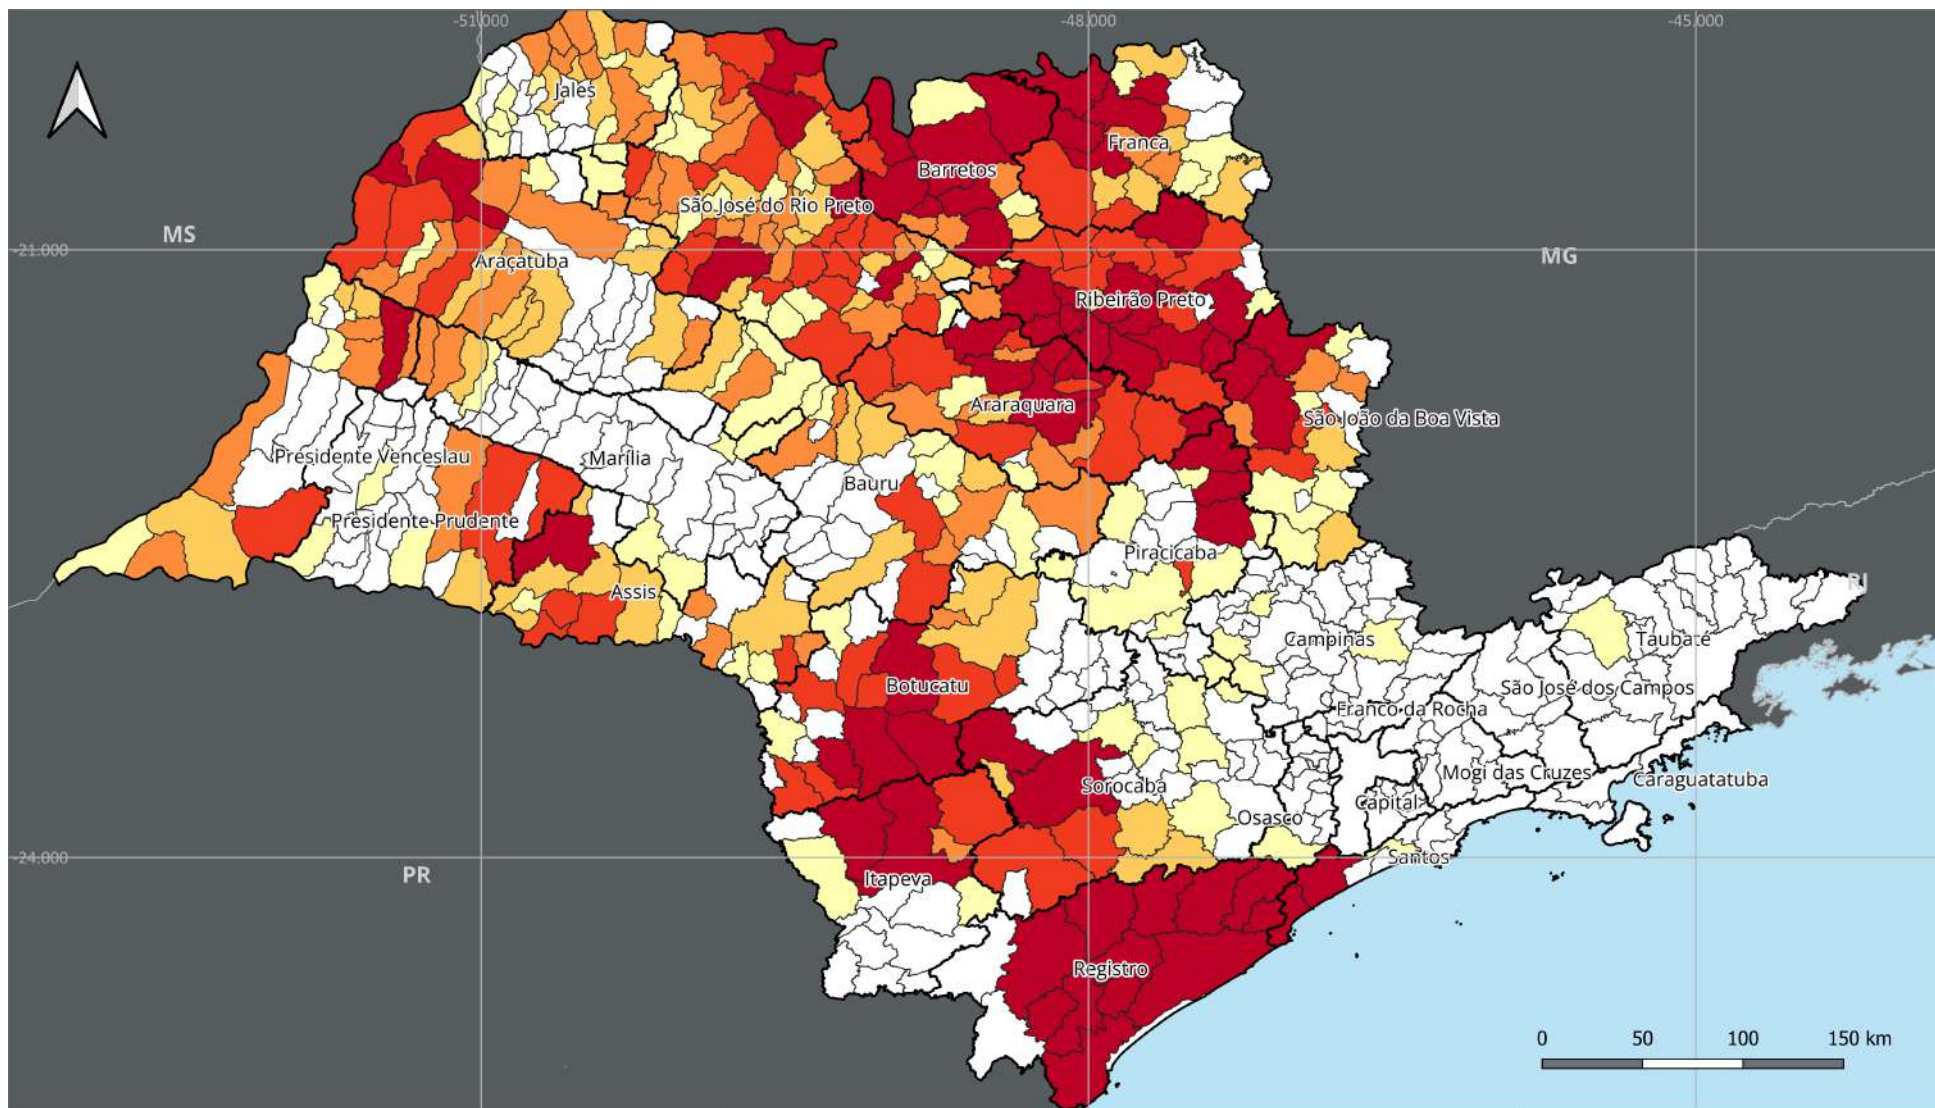 -51.000
-48.000
-45.000
Jales
Franca
Barretos
São José do Rio Preto
MS
-21.000
MG
Araçatuba
Ribeirão Preto
Araraquara
São João da Boa Vista
Presidente Venceslau
Marília
Bauru
Presidente Prudente
Piracicaba
RJ
Assis
Campinas
Taubaté
Botucatu
São José dos Campos
Franco da Rocha
Mogi das Cruzes
Caraguatatuba
Sorocaba
Capital
Osasco
-24.000
Santos
PR
Itapeva
Registro
0 50 100 150 km